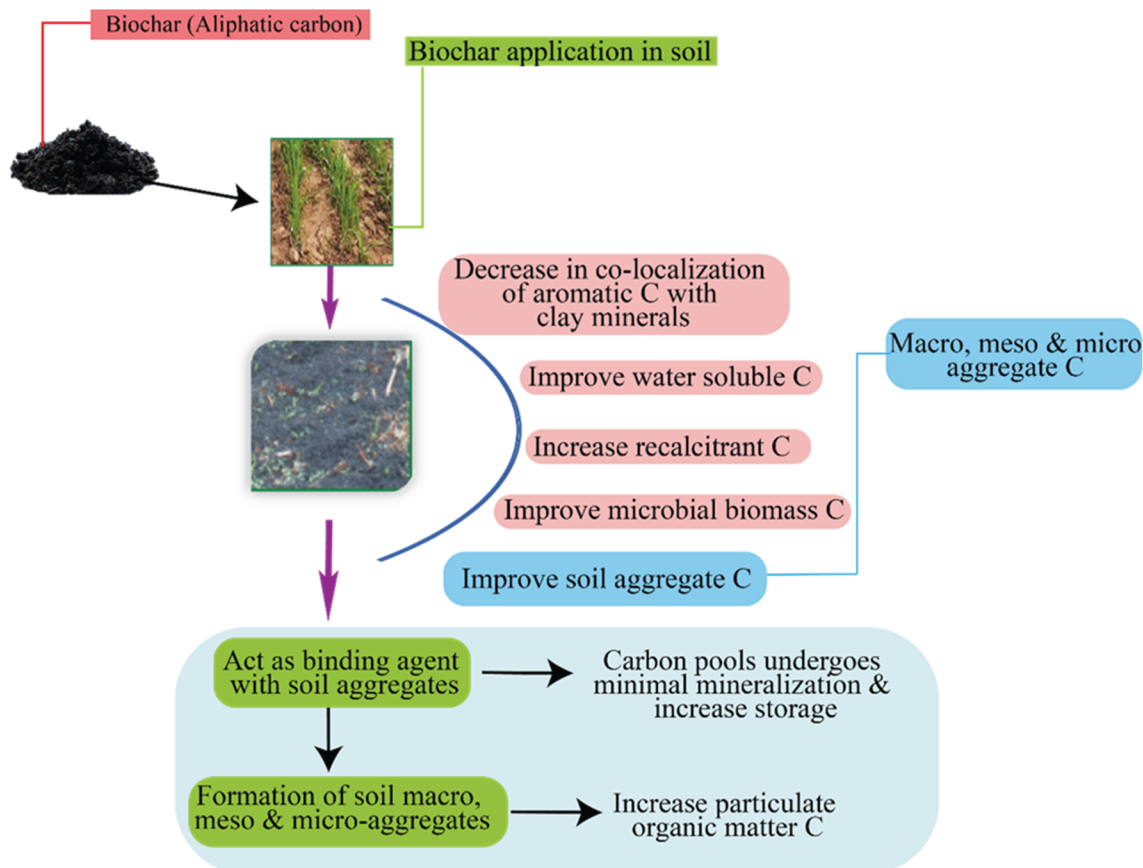 Biochar (Aliphatic carbon)
Biochar application in soil
Decrease in co-localization
of aromatic C with
clay minerals
Improve water soluble C
Increase recalcitrant C
Improve microbial biomass C
Improve soil aggregate C
Macro, meso & micro
aggregate C
Act as binding agent
with soil aggregates
Carbon pools undergoes
minimal mineralization &
increase storage
Formation of soil macro,
meso & micro-aggregates
Increase particulate
organic matter C